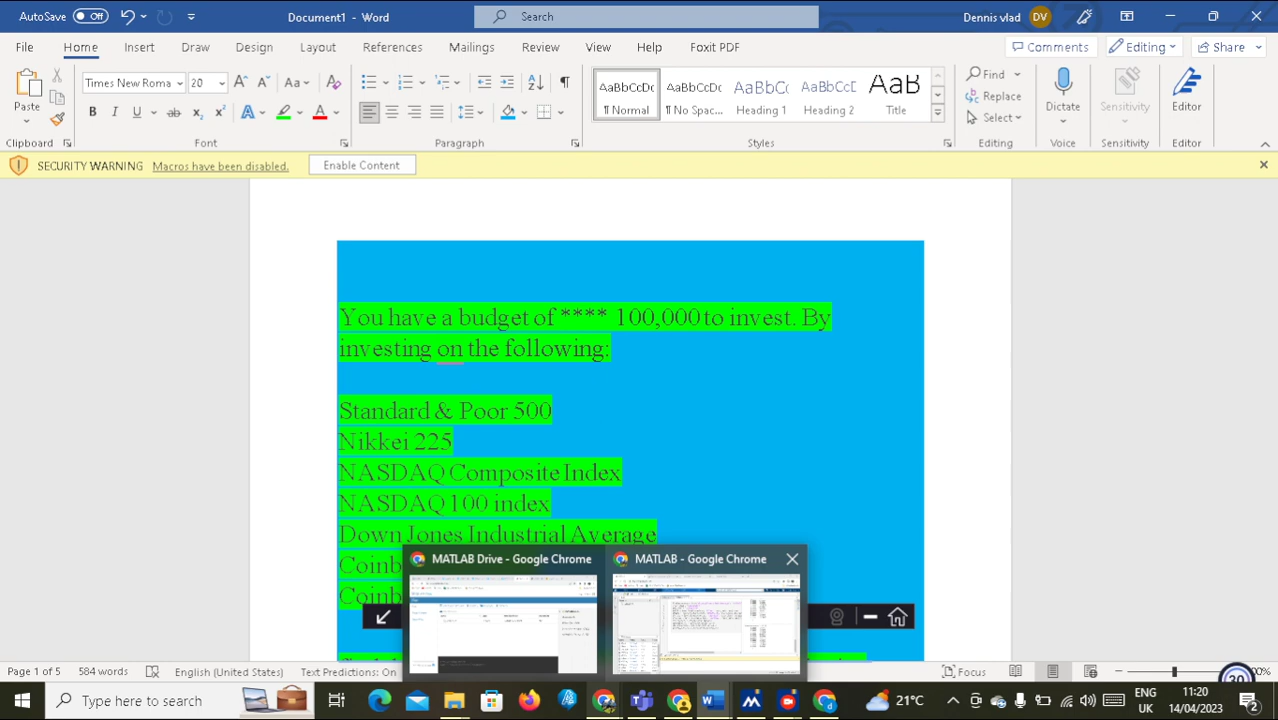 AutoSave Off Document1 - Word Search Dennis vlad DV
File Home Insert Draw Design Layout References Mailings Review View Help Foxit PDF Comments Editing Share
Paste Times New Roma 20 Aa AaBbCcDc AaBbCcDc AaBbCcD AaBbCcD AaB Find Replace Select Dictate Sensitivity Editor
¶ Normal ¶ No Spac... Heading 1 Heading 2 Title
Clipboard Font Paragraph Styles Editing Voice Sensitivity Editor
SECURITY WARNING Macros have been disabled. Enable Content
You have a budget of **** 100,000 to invest. By
investing on the following:
Standard & Poor 500
Nikkei 225
NASDAQ Composite Index
NASDAQ 100 index
Down Jones Industrial Average
Coinb
Coinb
MATLAB Drive - Google Chrome MATLAB - Google Chrome
of 5 English (United States) Text Predictions: On Focus
Type here to search 21°C ENG UK 11:20 14/04/2023 2